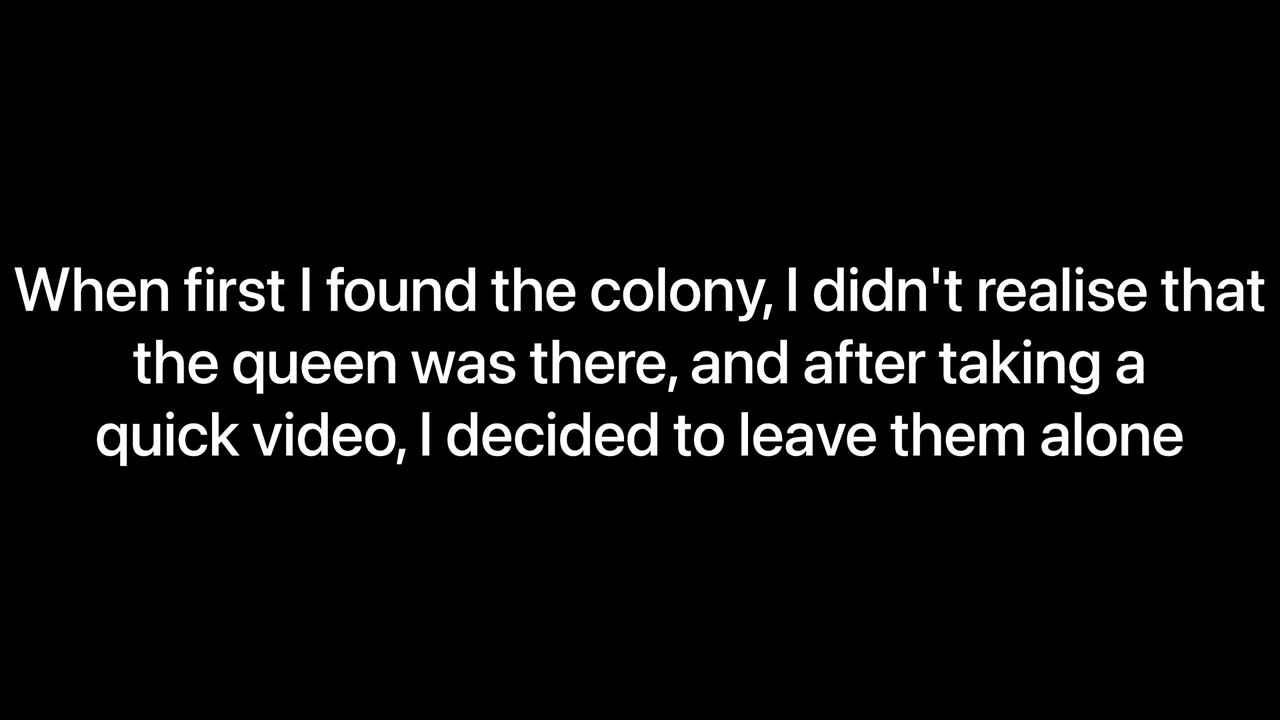 When first I found the colony, I didn't realise that
the queen was there, and after taking a
quick video, I decided to leave them alone